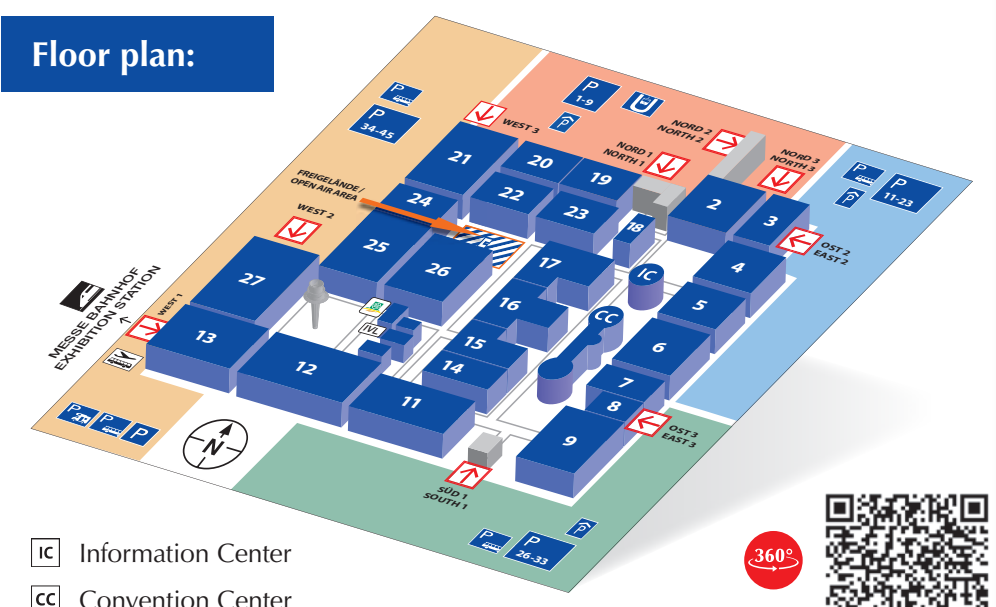 Floor plan:
P
P
34-45
P
1-9
P
WEST 3
NORD 2
NORTH 2
NORD 1
NORTH 1
NORD 3
NORTH 3
P
P
11-23
P
FREIGELÄNDE /
OPEN AIR AREA
WEST 2
21
20
19
22
23
24
18
2
3
OST 2
EAST 2
4
25
26
17
IC
27
16
CC
5
IVL
MESSE BAHNHOF
EXHIBITION STATION
WEST 1
13
12
15
14
6
7
8
11
9
OST 3
EAST 3
P
P
P
N
SÜD 1
SOUTH 1
P
P
P
26-33
IC Information Center
360°
CC Convention Center